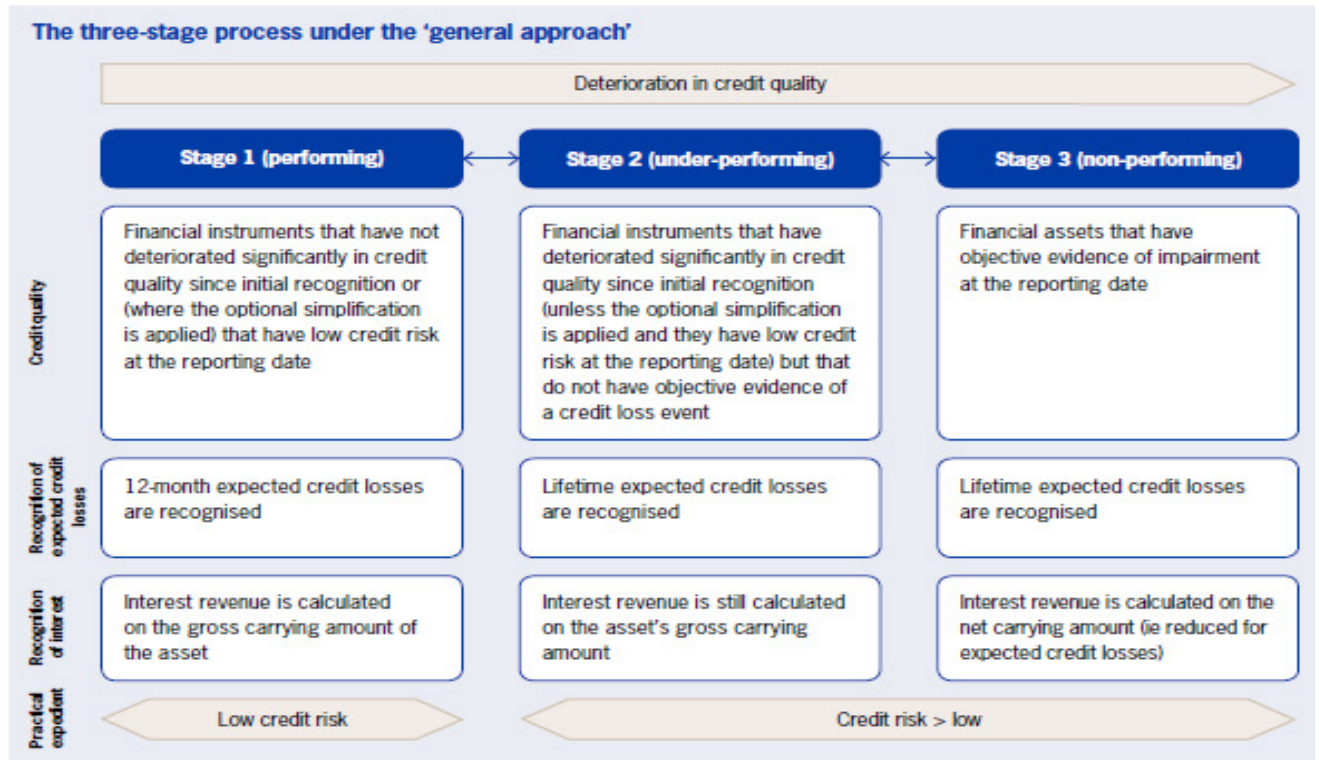 The three-stage process under the ‘general approach’
Deterioration in credit quality
Stage 1 (performing)
Stage 2 (under-performing)
Stage 3 (non-performing)
Credit quality
Financial instruments that have not
deteriorated significantly in credit
quality since initial recognition or
(where the optional simplification
is applied) that have low credit risk
at the reporting date
Financial instruments that have
deteriorated significantly in credit
quality since initial recognition
(unless the optional simplification
is applied and they have low credit
risk at the reporting date) but that
do not have objective evidence of
a credit loss event
Financial assets that have
objective evidence of impairment
at the reporting date
Recognition of
expected credit
losses
12-month expected credit losses
are recognised
Lifetime expected credit losses
are recognised
Lifetime expected credit losses
are recognised
Recognition
of interest
Interest revenue is calculated
on the gross carrying amount of
the asset
Interest revenue is still calculated
on the asset’s gross carrying
amount
Interest revenue is calculated on the
net carrying amount (ie reduced for
expected credit losses)
Practical
expedient
Low credit risk
Credit risk > low